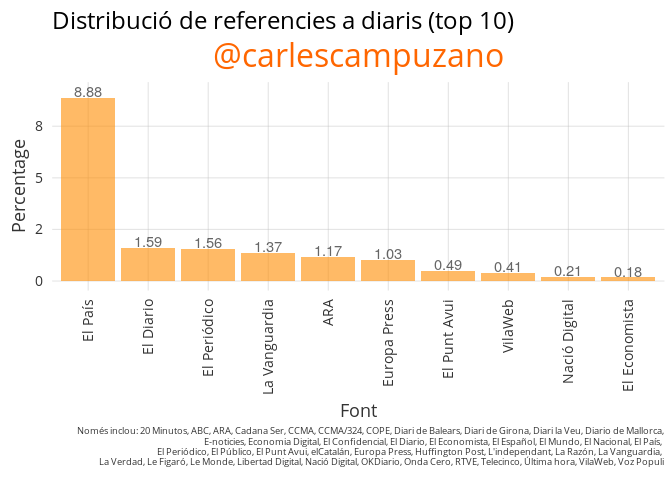 Distribució de referencies a diaris (top 10)
@carlescampuzano
Percentage
8
5
2
0
8.88
1.59
1.56
1.37
1.17
1.03
0.49
0.41
0.21
0.18
El País
El Diario
El Periódico
La Vanguardia
ARA
Europa Press
El Punt Avui
VilaWeb
Nació Digital
El Economista
Font
Només inclou: 20 Minutos, ABC, ARA, Cadana Ser, CCMA, CCMA/324, COPE, Diari de Balears, Diari de Girona, Diari la Veu, Diario de Mallorca,
E-noticies, Economia Digital, El Confidencial, El Diario, El Economista, El Español, El Mundo, El Nacional, El País,
El Periódico, El Público, El Punt Avui, elCatalán, Europa Press, Huffington Post, L'independant, La Razón, La Vanguardia,
La Verdad, Le Figaró, Le Monde, Libertad Digital, Nació Digital, OKDiario, Onda Cero, RTVE, Telecinco, Última hora, VilaWeb, Voz Populi